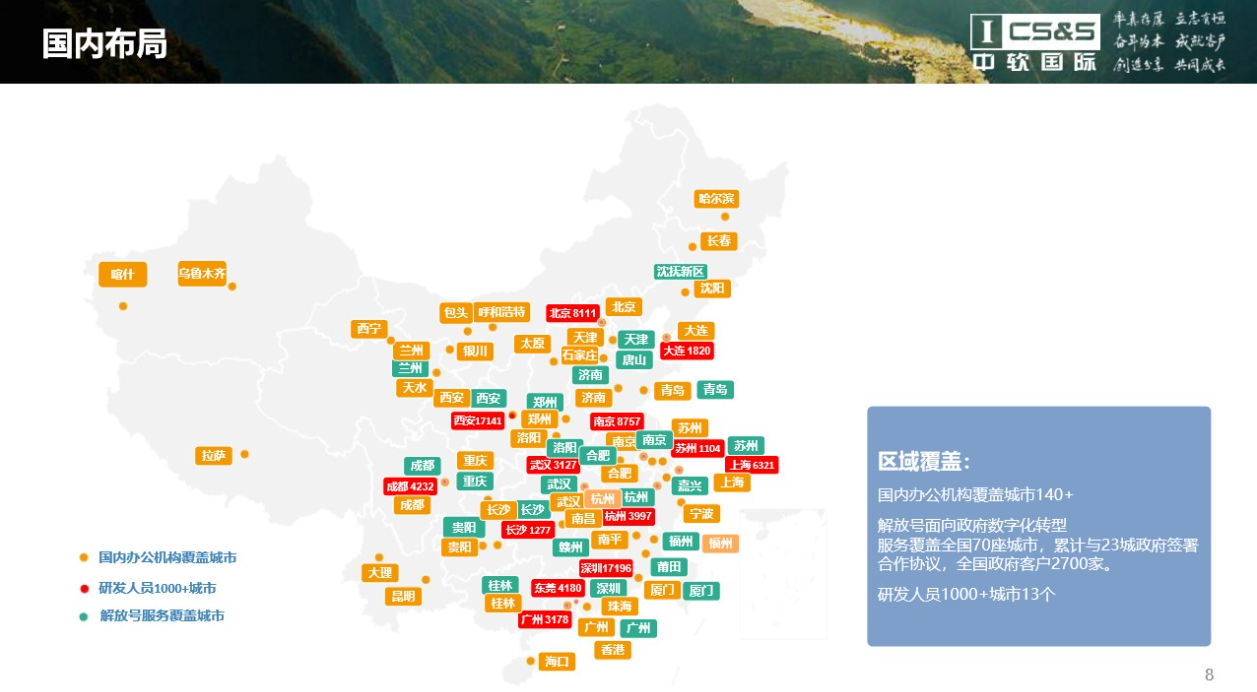 国内布局
I CS&S
中软国际
率真存厚 立志有恒
奋斗为本 成就客户
创造分享 共同成长
哈尔滨
长春
沈抚新区
沈阳
喀什
乌鲁木齐
包头
呼和浩特
北京 8111
北京
西宁
兰州
银川
太原
天津
天津
大连
石家庄
唐山
大连 1820
兰州
济南
天水
西安
西安
郑州
济南
青岛
青岛
西安17141
郑州
南京 8757
苏州
洛阳
洛阳
南京
南京
苏州 1104
苏州
拉萨
成都
重庆
武汉 3127
合肥
上海 6321
成都 4232
重庆
武汉
合肥
嘉兴
上海
成都
武汉
杭州
杭州
长沙
长沙
南昌
杭州 3997
宁波
贵阳
长沙 1277
贵阳
赣州
南平
福州
福州
大理
深圳17196
莆田
昆明
桂林
东莞 4180
深圳
厦门
厦门
桂林
珠海
广州 3178
广州
广州
香港
海口
国内办公机构覆盖城市
研发人员1000+城市
解放号服务覆盖城市
区域覆盖：
国内办公机构覆盖城市140+
解放号面向政府数字化转型
服务覆盖全国70座城市，累计与23城政府签署
合作协议，全国政府客户2700家。
研发人员1000+城市13个
8